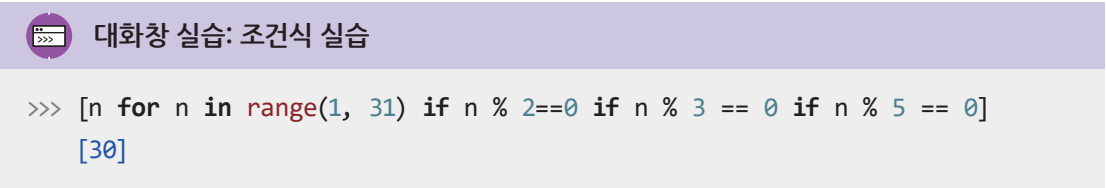 >>>
대화창 실습: 조건식 실습
>>> [n for n in range(1, 31) if n % 2==0 if n % 3 == 0 if n % 5 == 0]
[30]